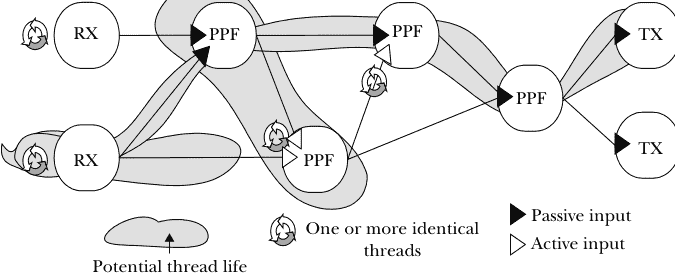 RX
PPF
PPF
TX
PPF
RX
PPF
TX
Passive input
One or more identical
threads
Active input
Potential thread life